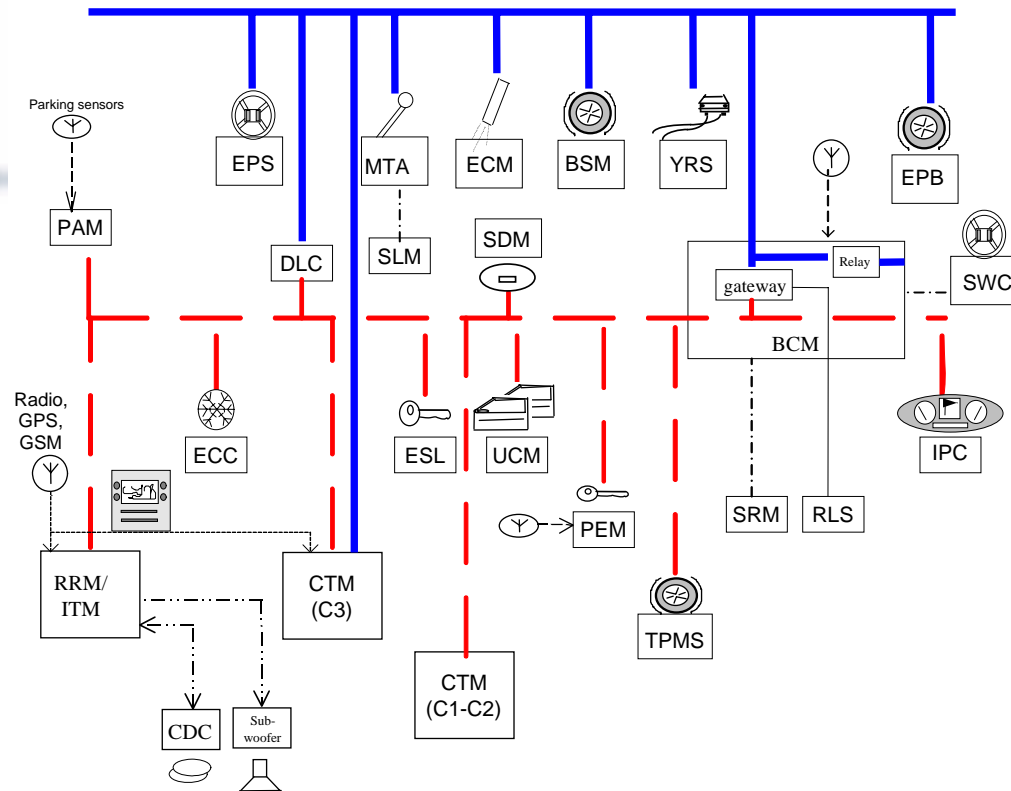 Parking sensors
EPS
MTA
ECM
BSM
YRS
EPB
PAM
DLC
SLM
SDM
Relay
gateway
BCM
SWC
Radio,
GPS,
GSM
ECC
ESL
UCM
IPC
PEM
SRM
RLS
RRM/
ITM
CTM
(C3)
TPMS
CTM
(C1-C2)
CDC
Sub-
woofer